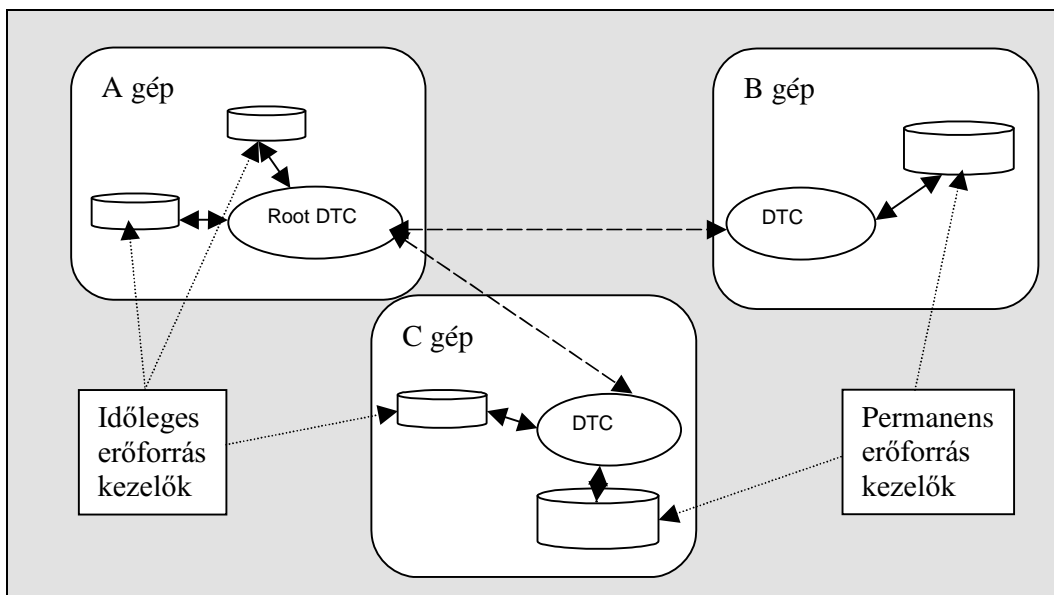 A gép
B gép
Root DTC
DTC
C gép
DTC
Időleges
erőforrás
kezelők
Permanens
erőforrás
kezelők